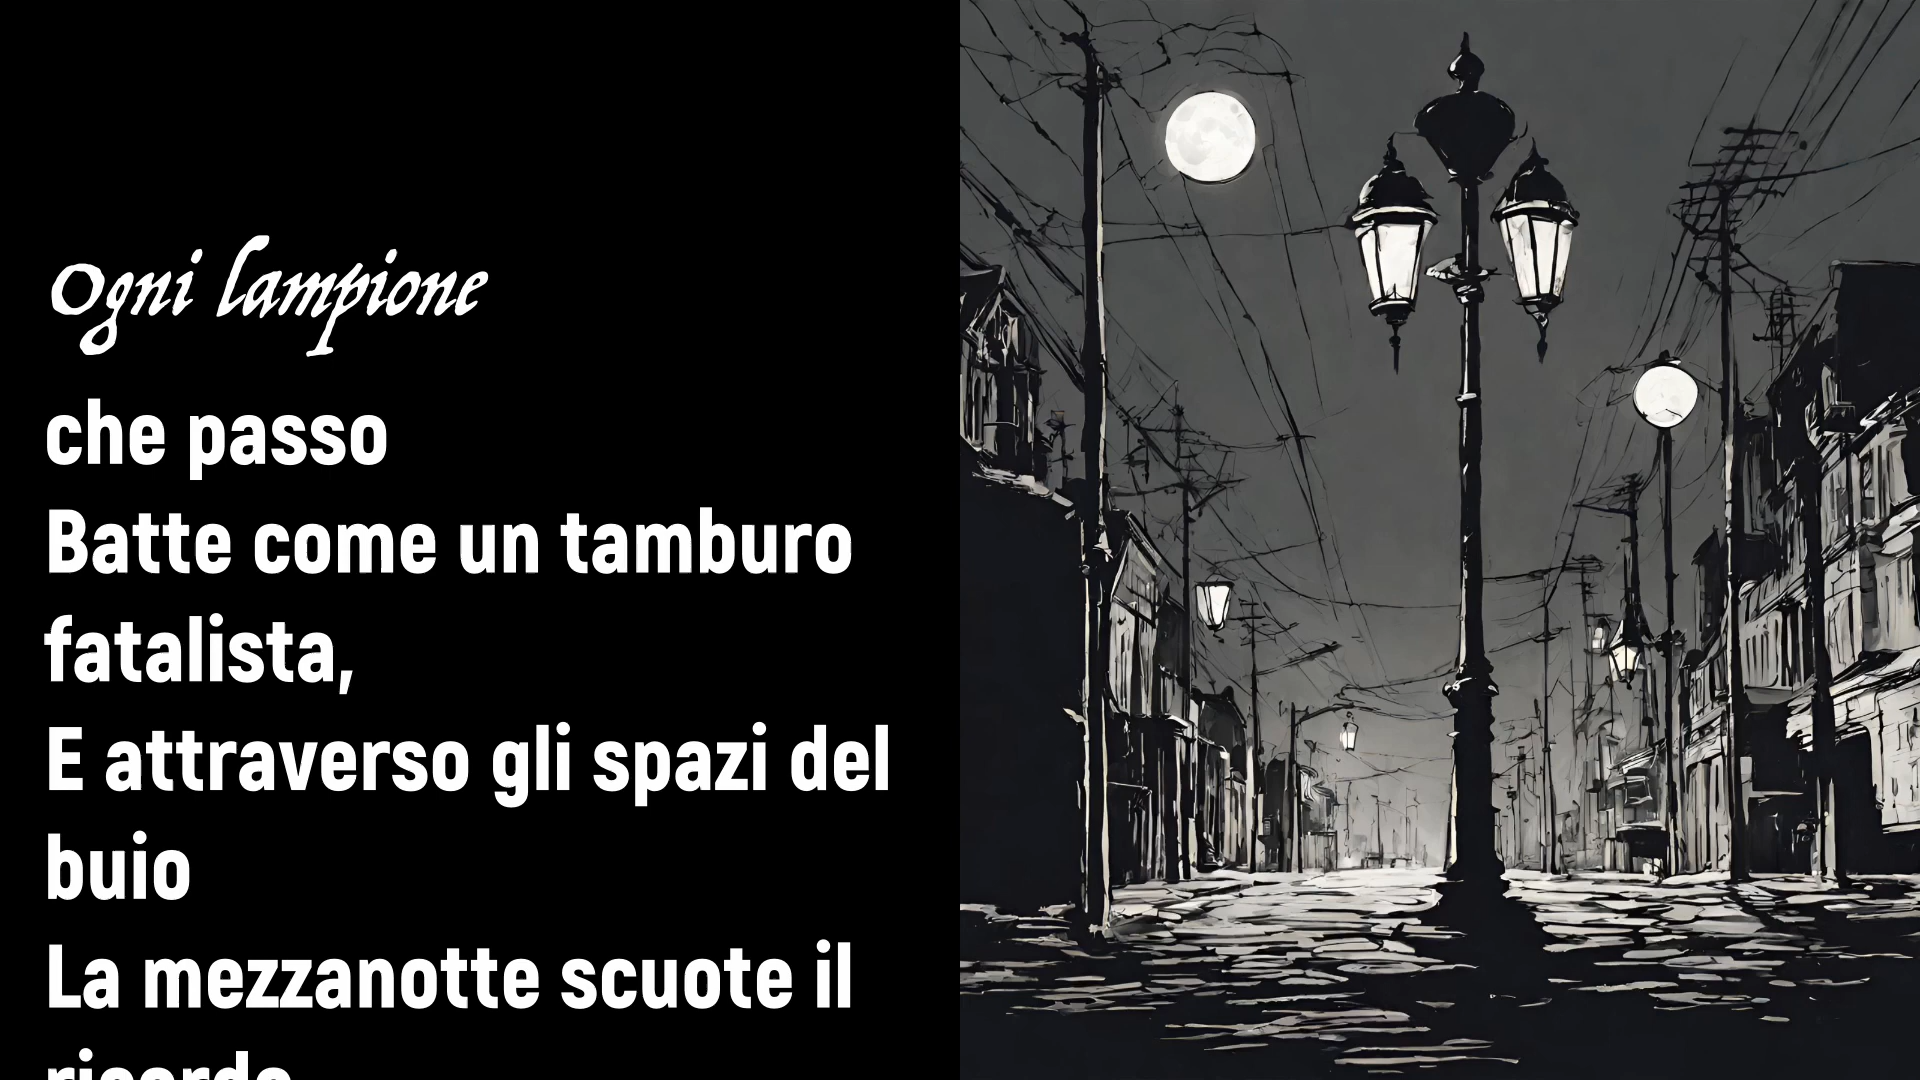 Ogni lampione
che passo
Batte come un tamburo
fatalista,
E attraverso gli spazi del
buio
La mezzanotte scuote il